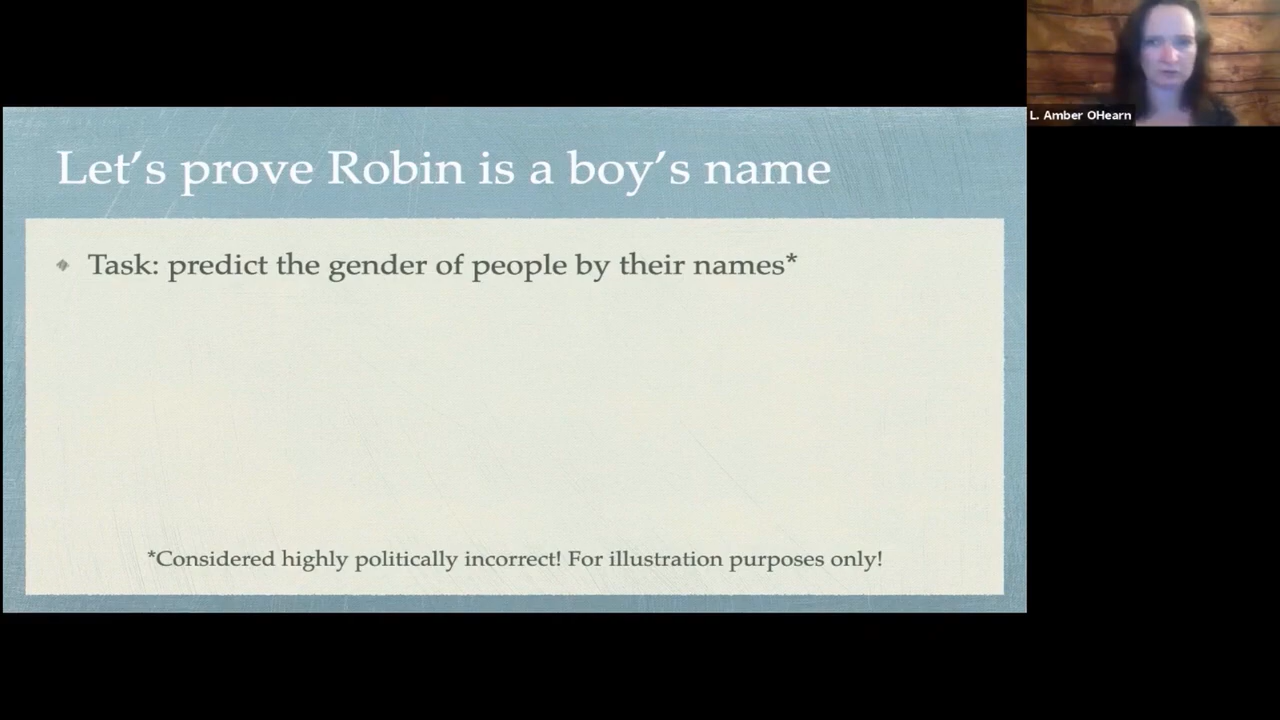 Let’s prove Robin is a boy’s name
Task: predict the gender of people by their names*
*Considered highly politically incorrect! For illustration purposes only!
L. Amber OHearn